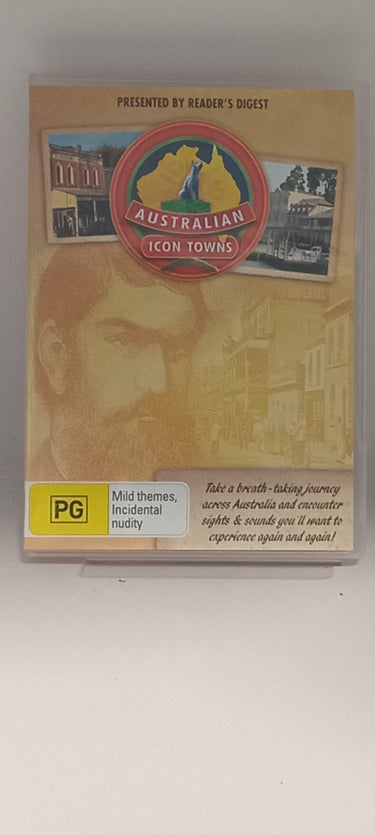 PRESENTED BY READER'S DIGEST
AUSTRALIAN
ICON TOWNS
PG
Mild themes,
Incidental
nudity
Take a breath-taking journey
across Australia and encounter
sights & sounds you'll want to
experience again and again!